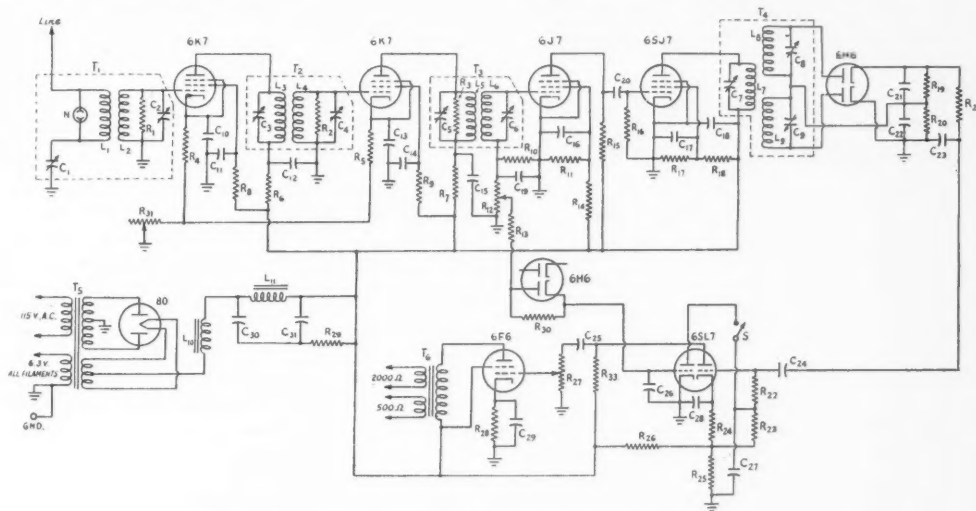 LINE
T1
N
C1
L1
L2
R1
C2
6K7
C10
C11
R4
R8
T2
L3
C3
L4
R2
C4
C12
R6
6K7
C13
C14
R5
R9
T3
C5
R3
L5
L6
C6
R7
C15
R10
C19
R12
R13
6J7
C16
R11
R14
R15
C20
R16
6SJ7
C17
C18
R17
R18
T4
C7
L7
L8
C8
L9
C9
6H6
C21
C22
R19
R20
C23
R31
T5
115 V. A.C.
6.3 V.
ALL FILAMENTS
GND.
80
L10
L11
C30
C31
R29
T6
2000 Ω
500 Ω
6F6
R28
C29
C25
R27
R33
6H6
R30
6SL7
S
C26
C28
R24
R26
R25
R22
R23
C27
C24